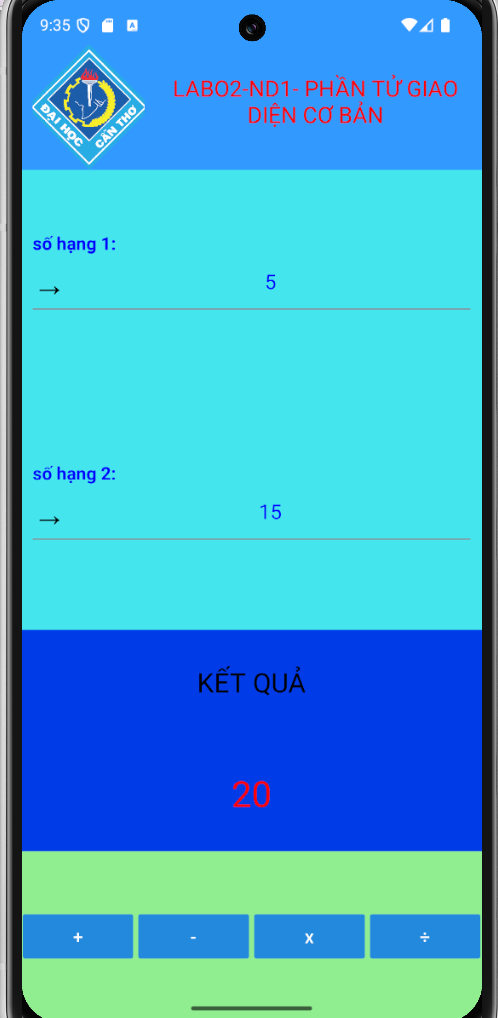 9:35
ĐẠI HỌC CẦN THƠ
LABO2-ND1- PHẦN TỬ GIAO
DIỆN CƠ BẢN
số hạng 1:
→ 5
số hạng 2:
→ 15
KẾT QUẢ
20
+ - x ÷